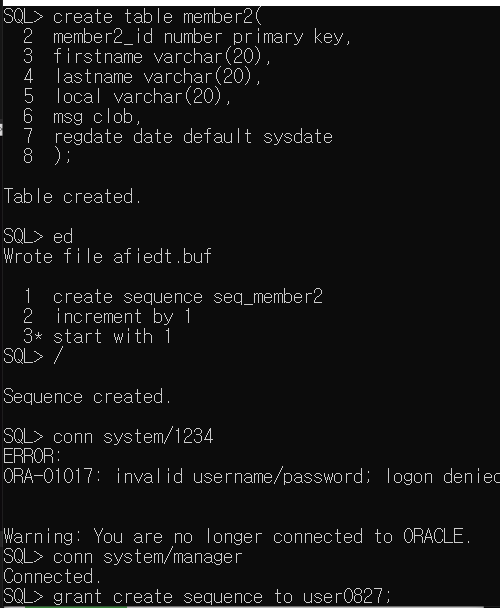 SQL> create table member2(
  2  member2_id number primary key,
  3  firstname varchar(20),
  4  lastname varchar(20),
  5  local varchar(20),
  6  msg clob,
  7  regdate date default sysdate
  8  );
Table created.
SQL> ed
Wrote file afiedt.buf
  1  create sequence seq_member2
  2  increment by 1
  3* start with 1
SQL> /
Sequence created.
SQL> conn system/1234
ERROR:
ORA-01017: invalid username/password; logon denied
Warning: You are no longer connected to ORACLE.
SQL> conn system/manager
Connected.
SQL> grant create sequence to user0827;